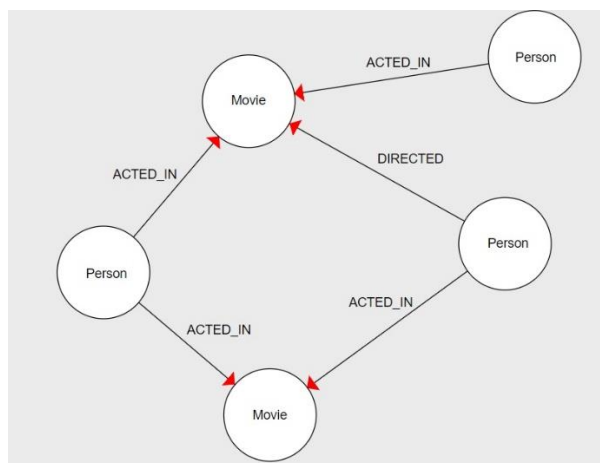 ACTED_IN
Person
Movie
DIRECTED
ACTED_IN
Person
Person
ACTED_IN
ACTED_IN
Movie